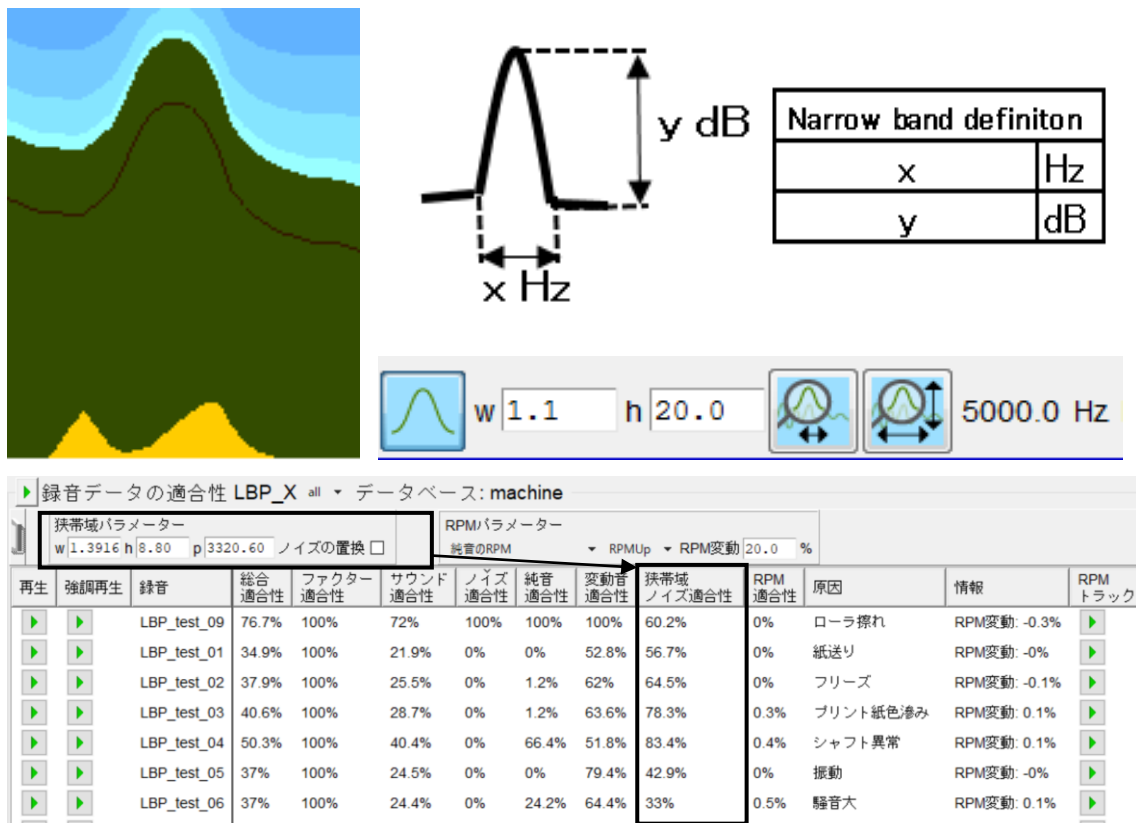 y dB
x Hz
Narrow band definiton
x Hz
y dB
w 1.1 h 20.0 5000.0 Hz
録音データの適合性 LBP_X all データベース: machine
狭帯域パラメーター RPMパラメーター
w 1.3916 h 8.80 p 3320.60 ノイズの置換 純音のRPM RPMUp RPM変動 20.0 %
再生 強調再生 録音 総合適合性 ファクター適合性 サウンド適合性 ノイズ適合性 純音適合性 変動音適合性 狭帯域ノイズ適合性 RPM適合性 原因 情報 RPMトラック
LBP_test_09 76.7% 100% 72% 100% 100% 100% 60.2% 0% ローラ擦れ RPM変動: -0.3%
LBP_test_01 34.9% 100% 21.9% 0% 0% 52.8% 56.7% 0% 紙送り RPM変動: -0%
LBP_test_02 37.9% 100% 25.5% 0% 1.2% 62% 64.5% 0% フリーズ RPM変動: -0.1%
LBP_test_03 40.6% 100% 28.7% 0% 1.2% 63.6% 78.3% 0.3% プリント紙色滲み RPM変動: 0.1%
LBP_test_04 50.3% 100% 40.4% 0% 66.4% 51.8% 83.4% 0.4% シャフト異常 RPM変動: 0.1%
LBP_test_05 37% 100% 24.5% 0% 0% 79.4% 42.9% 0% 振動 RPM変動: -0%
LBP_test_06 37% 100% 24.4% 0% 24.2% 64.4% 33% 0.5% 騒音大 RPM変動: 0.1%